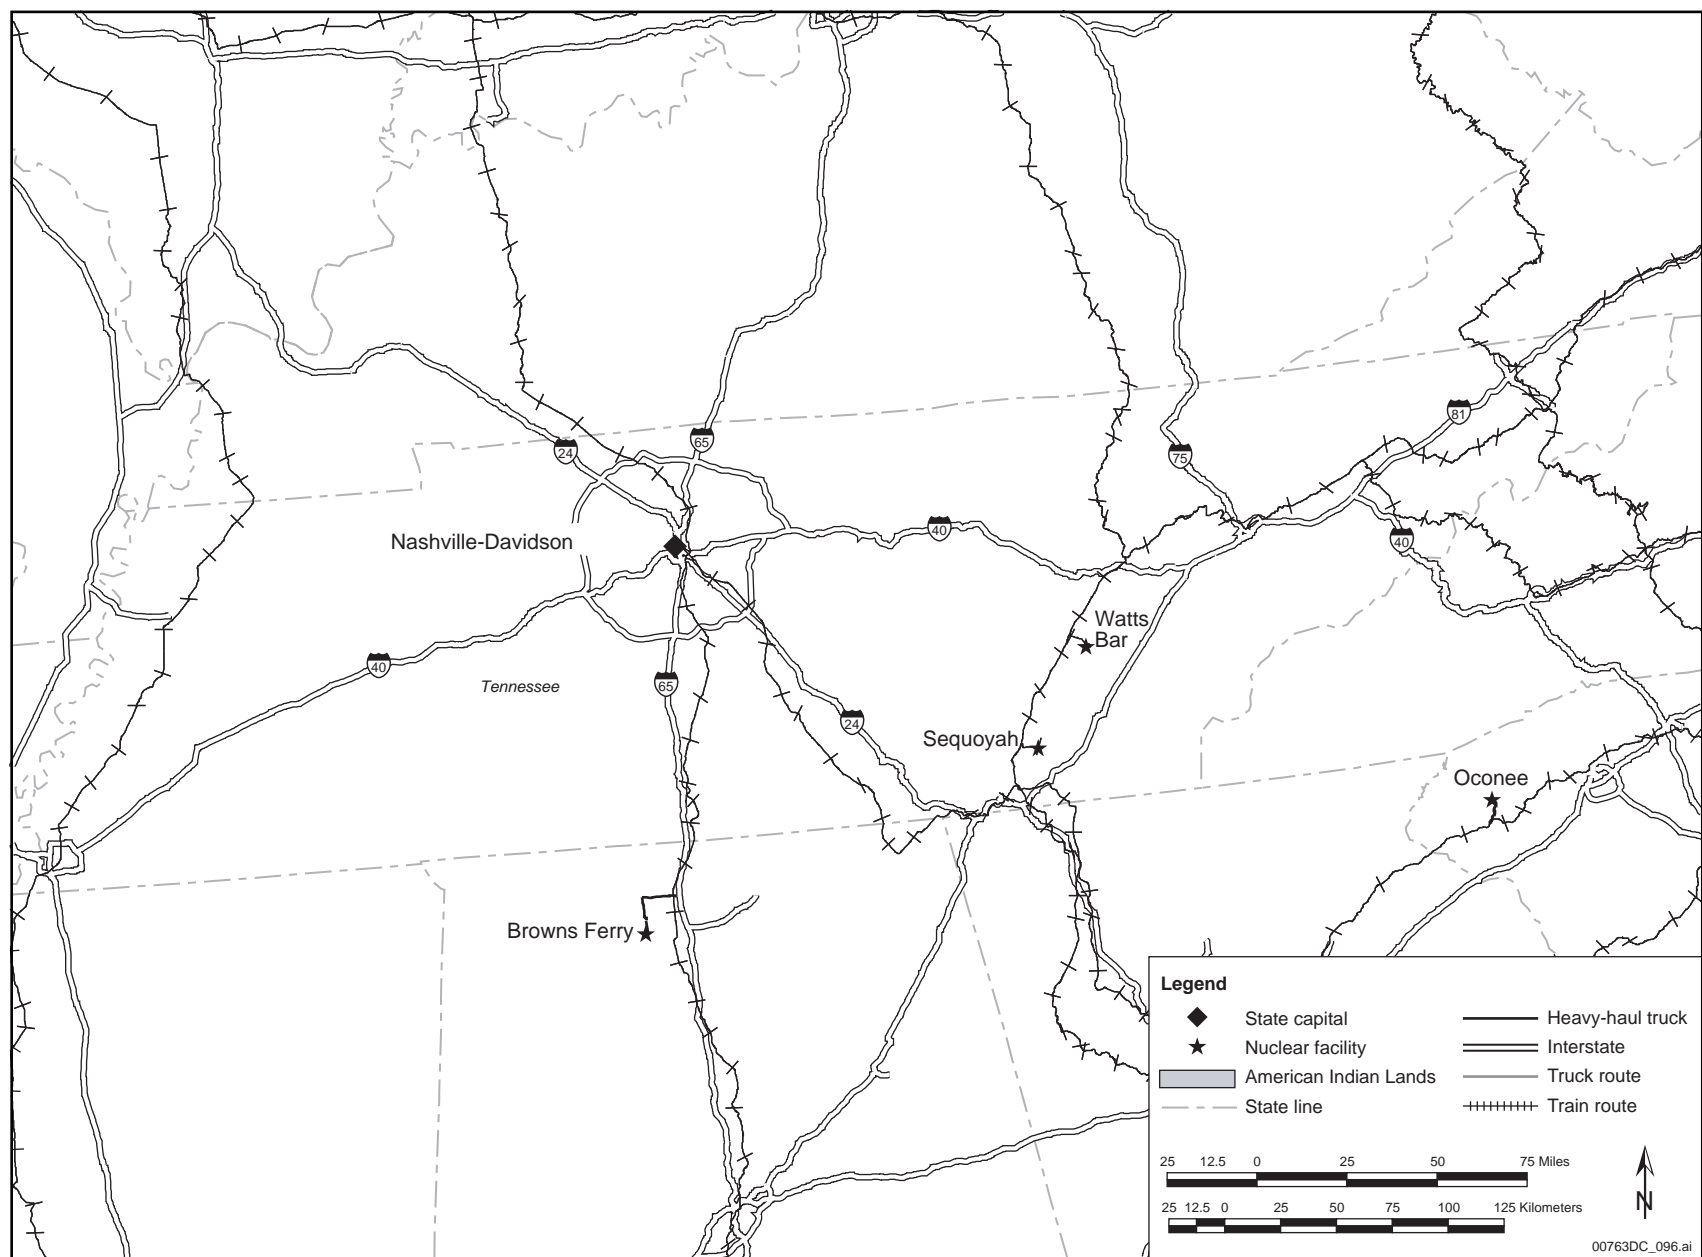 65
24
81
75
40
40
Nashville-Davidson
Watts
Bar
40
Tennessee
65
24
Sequoyah
Oconee
Browns Ferry
Legend
State capital
Nuclear facility
American Indian Lands
State line
Heavy-haul truck
Interstate
Truck route
Train route
25 12.5 0 25 50 75 Miles
25 12.5 0 25 50 75 100 125 Kilometers
N
00763DC_096.ai